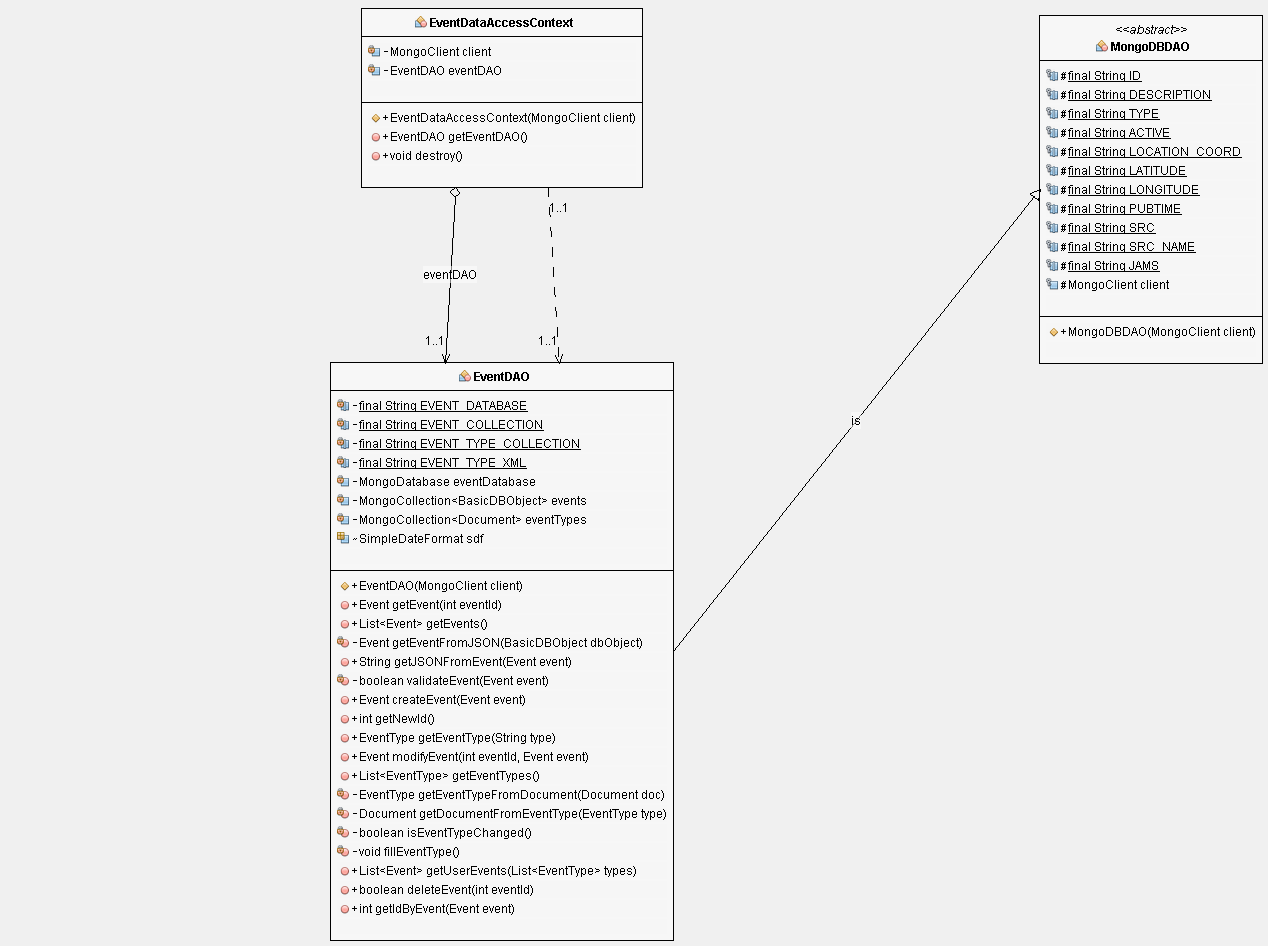 EventDataAccessContext
-MongoClient client
-EventDAO eventDAO
+EventDataAccessContext(MongoClient client)
+EventDAO getEventDAO()
+void destroy()
<<abstract>>
MongoDBDAO
#final String ID
#final String DESCRIPTION
#final String TYPE
#final String ACTIVE
#final String LOCATION_COORD
#final String LATITUDE
#final String LONGITUDE
#final String PUBTIME
#final String SRC
#final String SRC_NAME
#final String JAMS
#MongoClient client
+MongoDBDAO(MongoClient client)
1..1
eventDAO
1..1
1..1
is
EventDAO
-final String EVENT_DATABASE
-final String EVENT_COLLECTION
-final String EVENT_TYPE_COLLECTION
-final String EVENT_TYPE_XML
-MongoDatabase eventDatabase
-MongoCollection<BasicDBObject> events
-MongoCollection<Document> eventTypes
~SimpleDateFormat sdf
+EventDAO(MongoClient client)
+Event getEvent(int eventId)
+List<Event> getEvents()
-Event getEventFromJSON(BasicDBObject dbObject)
+String getJSONFromEvent(Event event)
-boolean validateEvent(Event event)
+Event createEvent(Event event)
+int getNewId()
+EventType getEventType(String type)
+Event modifyEvent(int eventId, Event event)
+List<EventType> getEventTypes()
-EventType getEventTypeFromDocument(Document doc)
-Document getDocumentFromEventType(EventType type)
-boolean isEventTypeChanged()
-void fillEventType()
+List<Event> getUserEvents(List<EventType> types)
+boolean deleteEvent(int eventId)
+int getIdByEvent(Event event)